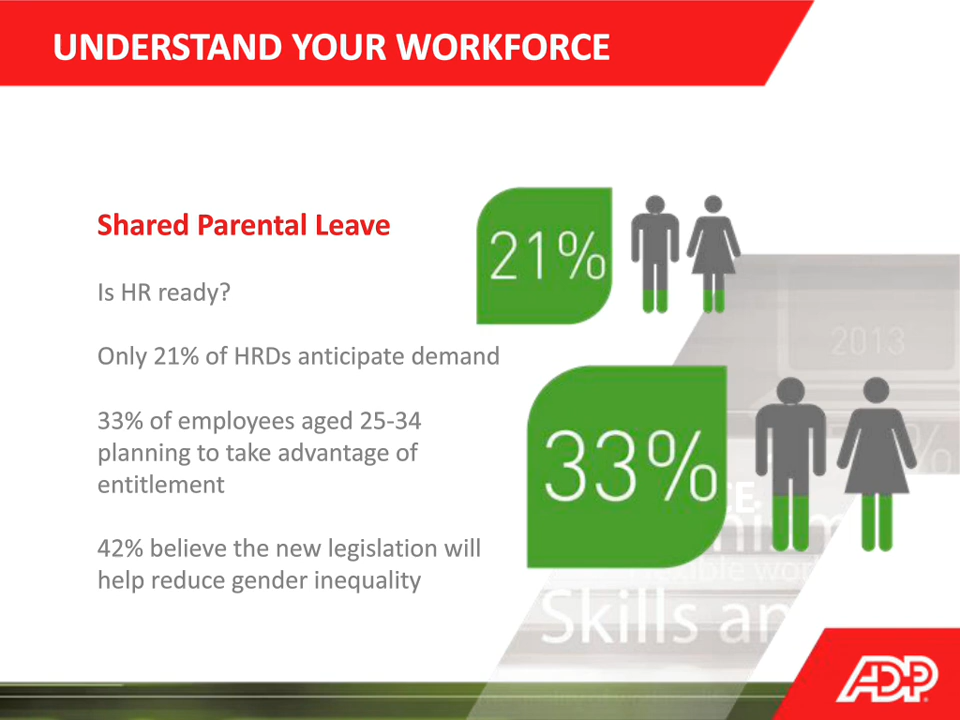 UNDERSTAND YOUR WORKFORCE
Shared Parental Leave
Is HR ready?
Only 21% of HRDs anticipate demand
33% of employees aged 25-34
planning to take advantage of
entitlement
42% believe the new legislation will
help reduce gender inequality
21%
2013
33%
%
Skills
ADP